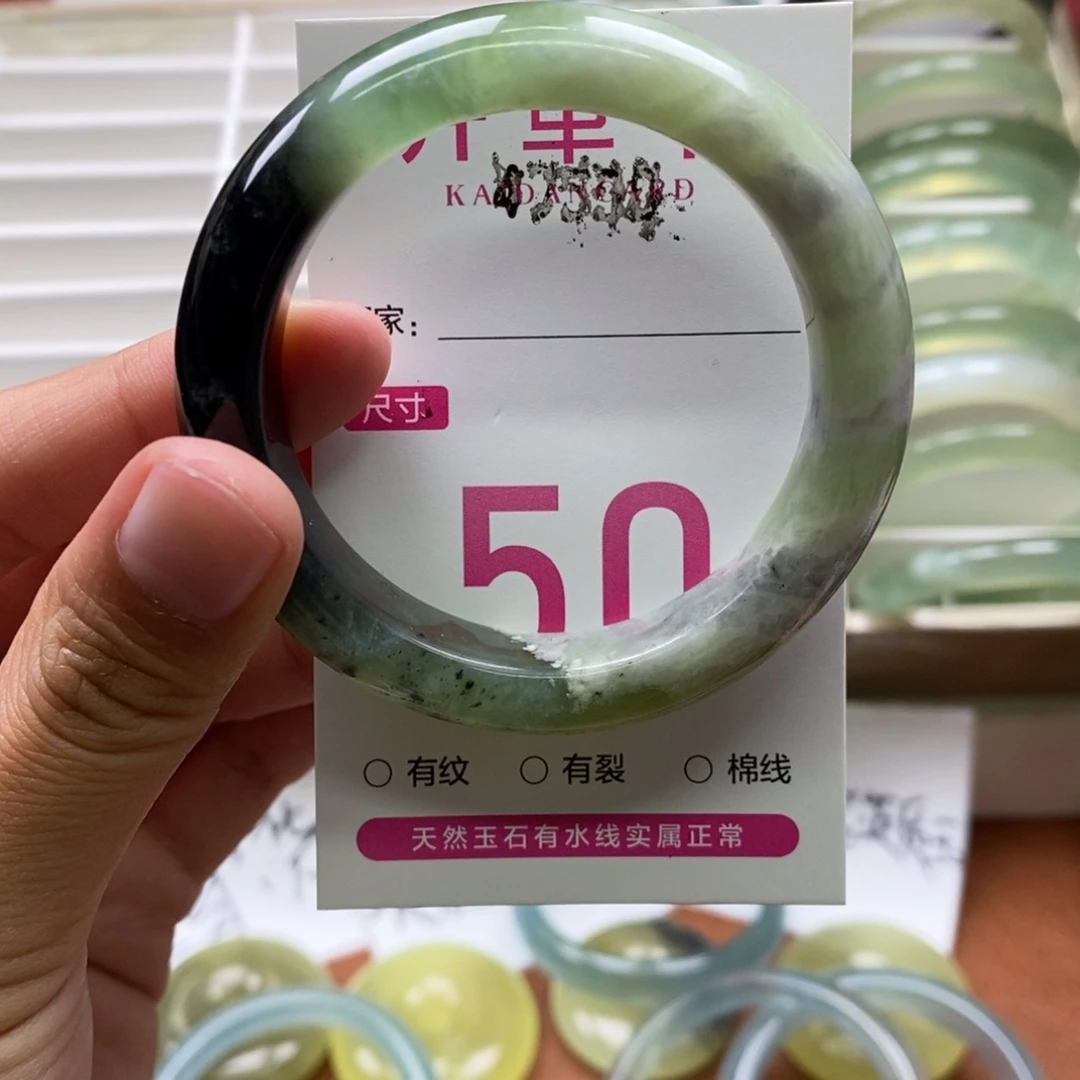 KAIDANCARD
家：
尺寸
50
○ 有纹 ○ 有裂 ○ 棉线
天然玉石有水线实属正常